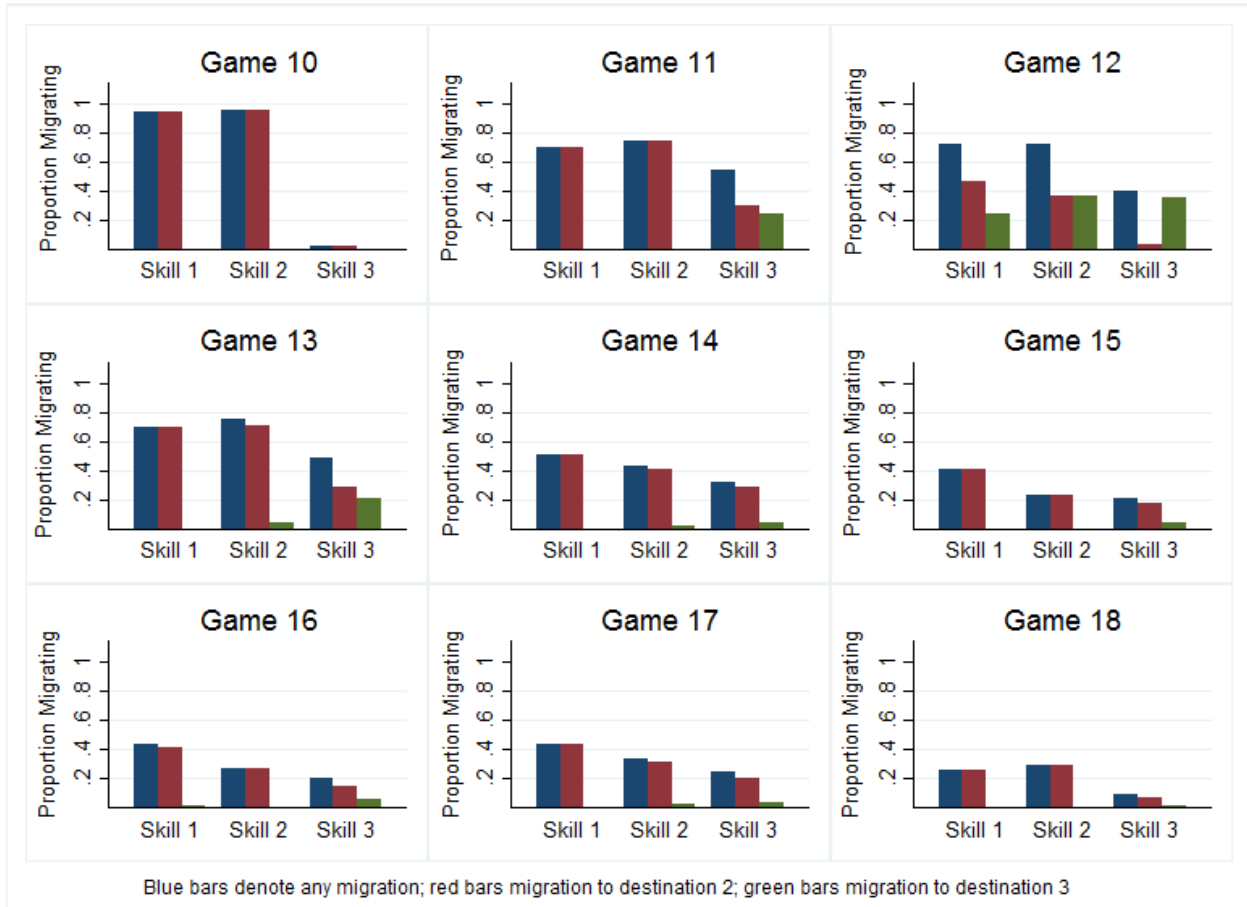 Game 10
Proportion Migrating
.2 .4 .6 .8 1
Skill 1 Skill 2 Skill 3
Game 11
Proportion Migrating
.2 .4 .6 .8 1
Skill 1 Skill 2 Skill 3
Game 12
Proportion Migrating
.2 .4 .6 .8 1
Skill 1 Skill 2 Skill 3
Game 13
Proportion Migrating
.2 .4 .6 .8 1
Skill 1 Skill 2 Skill 3
Game 14
Proportion Migrating
.2 .4 .6 .8 1
Skill 1 Skill 2 Skill 3
Game 15
Proportion Migrating
.2 .4 .6 .8 1
Skill 1 Skill 2 Skill 3
Game 16
Proportion Migrating
.2 .4 .6 .8 1
Skill 1 Skill 2 Skill 3
Game 17
Proportion Migrating
.2 .4 .6 .8 1
Skill 1 Skill 2 Skill 3
Game 18
Proportion Migrating
.2 .4 .6 .8 1
Skill 1 Skill 2 Skill 3
Blue bars denote any migration; red bars migration to destination 2; green bars migration to destination 3